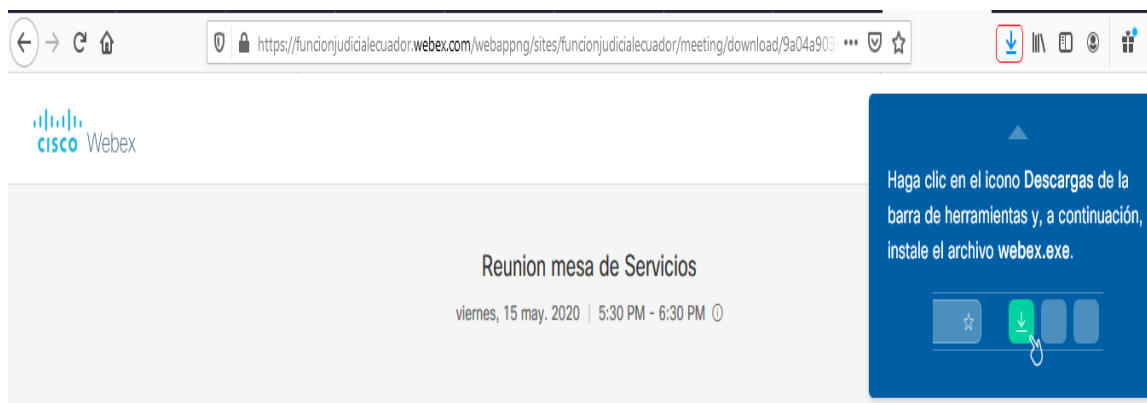 https://funcionjudicialecuador.webex.com/webappng/sites/funcionjudicialecuador/meeting/download/9a04a903
cisco Webex
Haga clic en el icono Descargas de la
barra de herramientas y, a continuación,
instale el archivo webex.exe.
Reunion mesa de Servicios
viernes, 15 may. 2020 | 5:30 PM - 6:30 PM